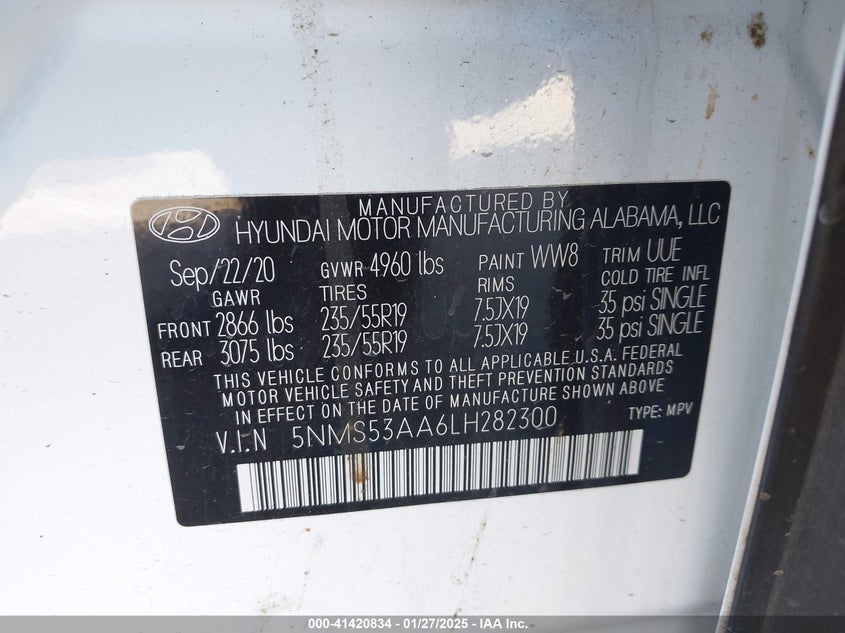 MANUFACTURED BY
HYUNDAI MOTOR MANUFACTURING ALABAMA, LLC
Sep/22/20 GVWR 4960 lbs PAINT WW8 TRIM UUE
GAWR TIRES RIMS COLD TIRE INFL
FRONT 2866 lbs 235/55R19 7.5JX19 35 psi SINGLE
REAR 3075 lbs 235/55R19 7.5JX19 35 psi SINGLE
THIS VEHICLE CONFORMS TO ALL APPLICABLE U.S.A. FEDERAL
MOTOR VEHICLE SAFETY AND THEFT PREVENTION STANDARDS
IN EFFECT ON THE DATE OF MANUFACTURE SHOWN ABOVE
V.I.N 5NMS53AA6LH282300 TYPE: MPV
000-41420834 - 01/27/2025 - IAA Inc.